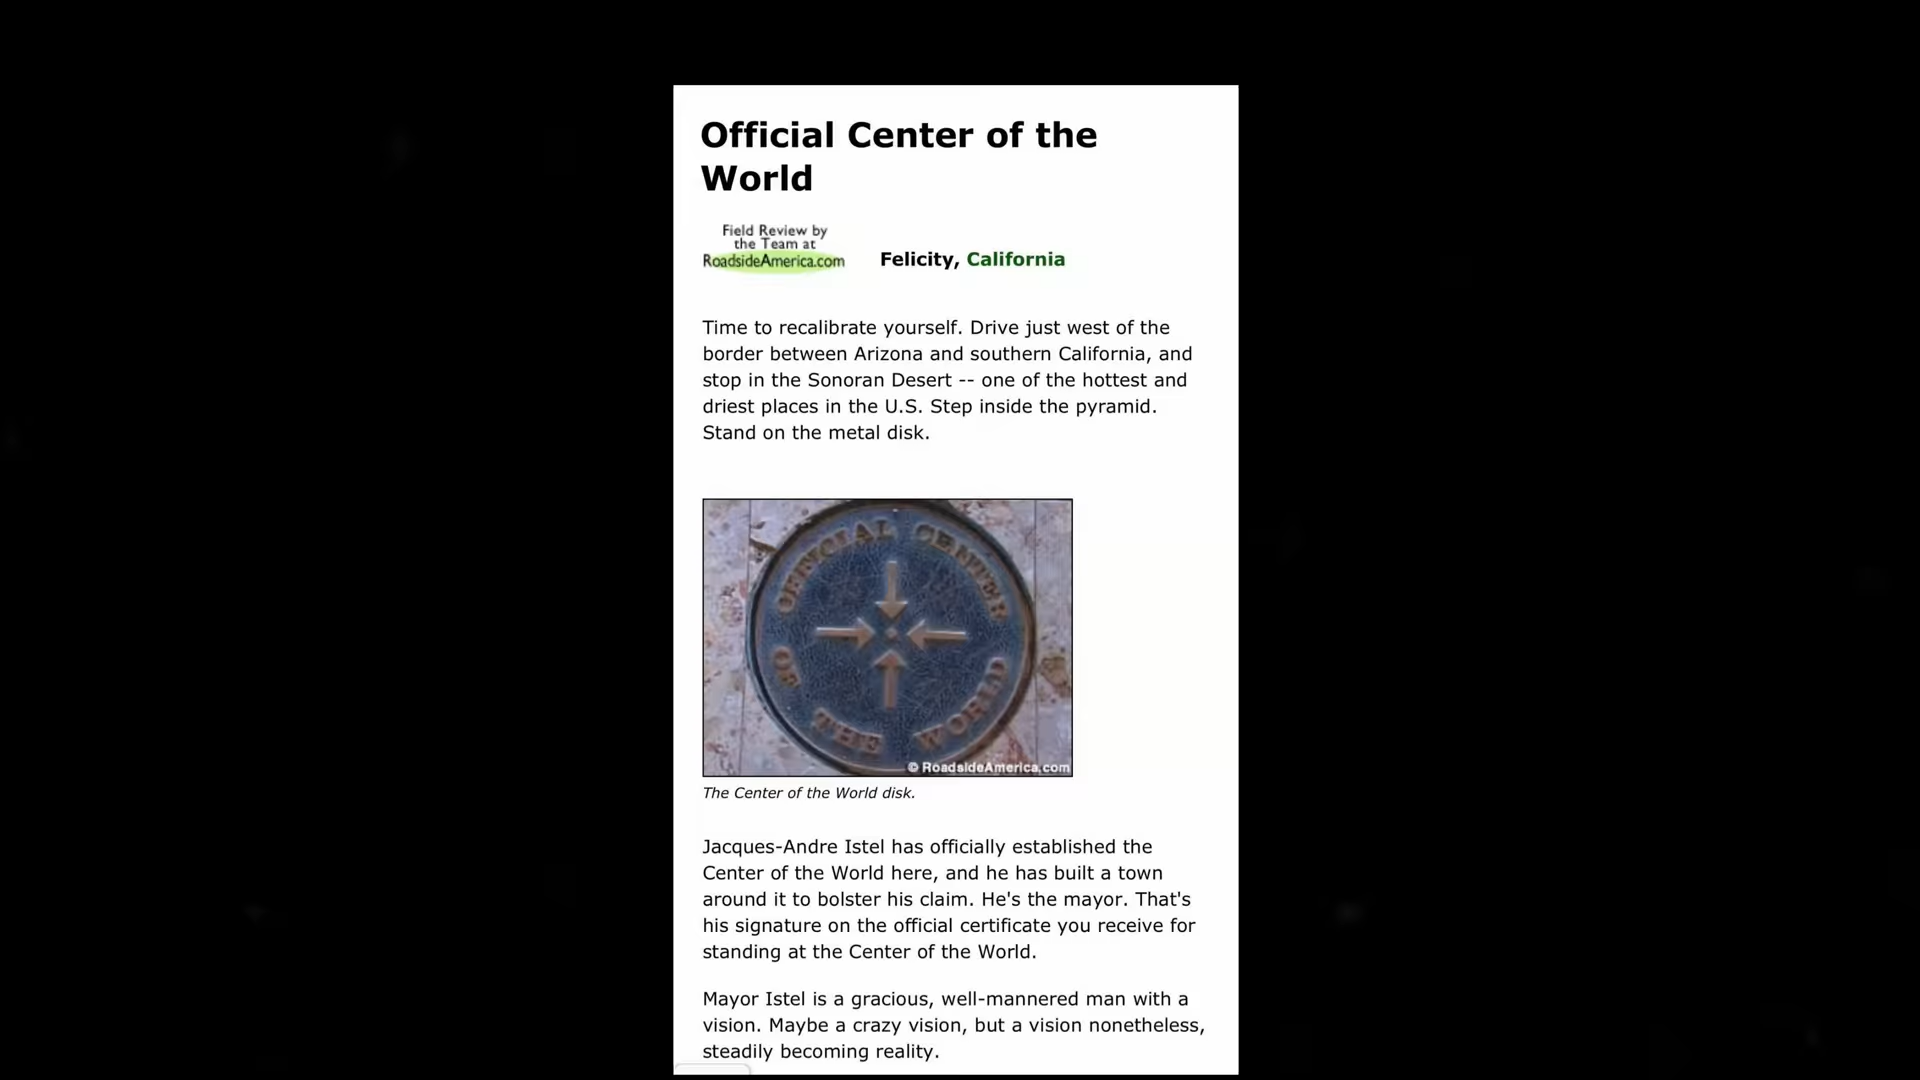 Official Center of the
World
Field Review by
the Team at
RoadsideAmerica.com
Felicity, California
Time to recalibrate yourself. Drive just west of the
border between Arizona and southern California, and
stop in the Sonoran Desert -- one of the hottest and
driest places in the U.S. Step inside the pyramid.
Stand on the metal disk.
OFFICIAL CENTER
OF THE WORLD
© RoadsideAmerica.com
The Center of the World disk.
Jacques-Andre Istel has officially established the
Center of the World here, and he has built a town
around it to bolster his claim. He's the mayor. That's
his signature on the official certificate you receive for
standing at the Center of the World.
Mayor Istel is a gracious, well-mannered man with a
vision. Maybe a crazy vision, but a vision nonetheless,
steadily becoming reality.